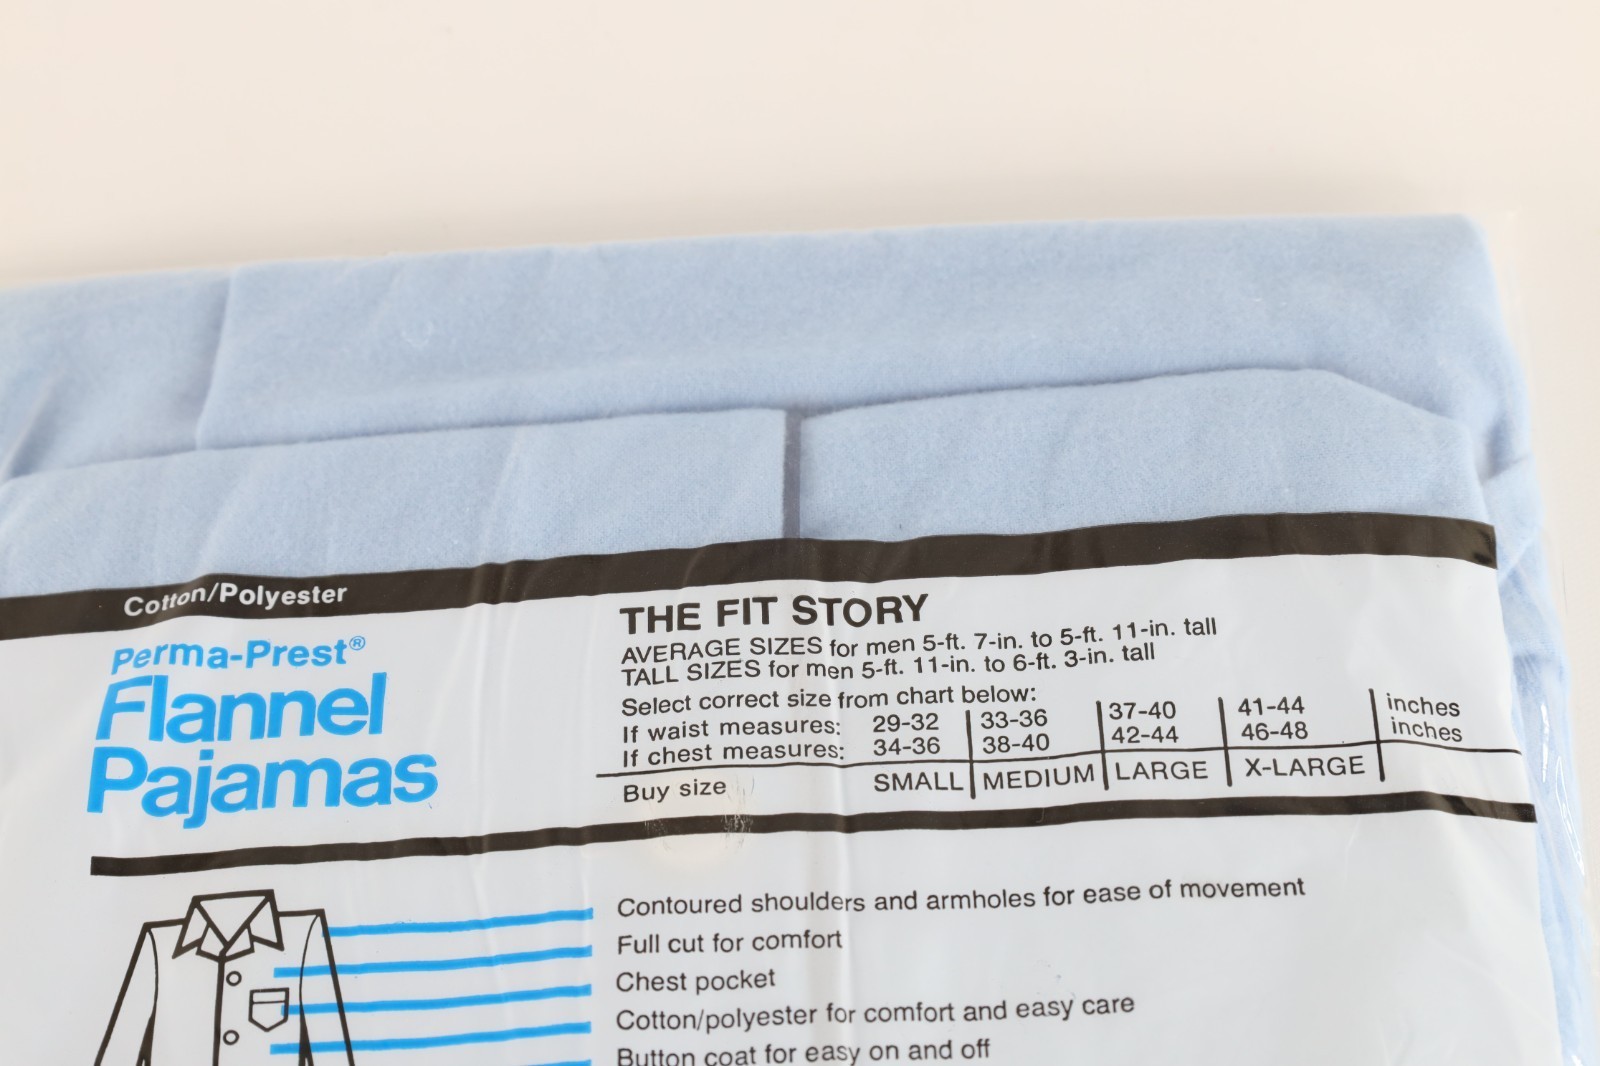 Cotton/Polyester
Perma-Prest®
Flannel
Pajamas
THE FIT STORY
AVERAGE SIZES for men 5-ft. 7-in. to 5-ft. 11-in. tall
TALL SIZES for men 5-ft. 11-in. to 6-ft. 3-in. tall
Select correct size from chart below:
If waist measures: 29-32 33-36 37-40 41-44 inches
If chest measures: 34-36 38-40 42-44 46-48 inches
Buy size SMALL MEDIUM LARGE X-LARGE
Contoured shoulders and armholes for ease of movement
Full cut for comfort
Chest pocket
Cotton/polyester for comfort and easy care
Button coat for easy on and off